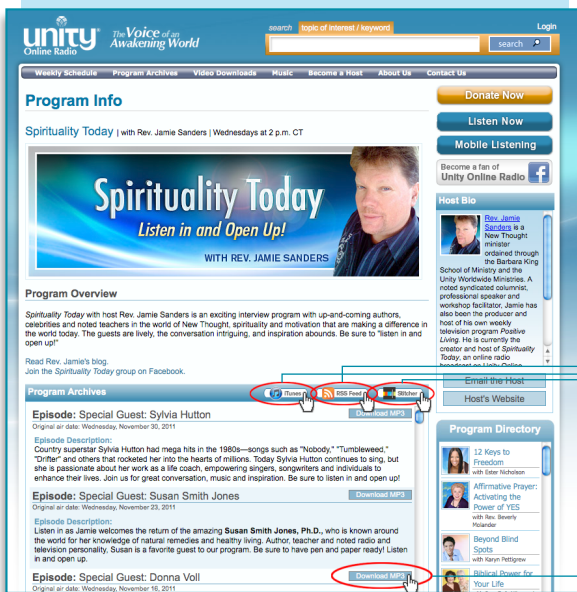 unity
Online Radio
The Voice of an
Awakening World
search topic of interest / keyword
Login
search
Weekly Schedule Program Archives Video Downloads Music Become a Host About Us Contact Us
Program Info
Spirituality Today | with Rev. Jamie Sanders | Wednesdays at 2 p.m. CT
Spirituality Today
Listen in and Open Up!
WITH REV. JAMIE SANDERS
Program Overview
Spirituality Today with host Rev. Jamie Sanders is an exciting interview program with up-and-coming authors,
celebrities and noted teachers in the world of New Thought, spirituality and motivation that are making a difference in
the world today. The guests are lively, the conversation intriguing, and inspiration abounds. Be sure to "listen in and
open up!"
Read Rev. Jamie's blog.
Join the Spirituality Today group on Facebook.
Program Archives
iTunes RSS Feed Stitcher
Episode: Special Guest: Sylvia Hutton
Download MP3
Original air date: Wednesday, November 30, 2011
Episode Description:
Country superstar Sylvia Hutton had mega hits in the 1980s—songs such as "Nobody," "Tumbleweed,"
"Drifter" and others that rocketed her into the hearts of millions. Today Sylvia Hutton continues to sing, but
she is passionate about her work as a life coach, empowering singers, songwriters and individuals to
enhance their lives. Join us for great conversation, music and inspiration. Be sure to listen in and open up!
Episode: Special Guest: Susan Smith Jones
Download MP3
Original air date: Wednesday, November 23, 2011
Episode Description:
Listen in as Jamie welcomes the return of the amazing Susan Smith Jones, Ph.D., who is known around
the world for her knowledge of natural remedies and healthy living. Author, teacher and noted radio and
television personality, Susan is a favorite guest to our program. Be sure to have pen and paper ready! Listen
in and open up.
Episode: Special Guest: Donna Voll
Download MP3
Original air date: Wednesday, November 16, 2011
Donate Now
Listen Now
Mobile Listening
Become a fan of
Unity Online Radio
Host Bio
Rev. Jamie
Sanders is a
New Thought
minister
ordained through
the Barbara King
School of Ministry and the
Unity Worldwide Ministries. A
noted syndicated columnist,
professional speaker and
workshop facilitator, Jamie has
also been the producer and
host of his own weekly
television program Positive
Living. He is currently the
creator and host of Spirituality
Today, an online radio
broadcast on Unity Online
Email the Host
Host's Website
Program Directory
12 Keys to
Freedom
with Ester Nicholson
Affirmative Prayer:
Activating the
Power of YES
with Rev. Beverly
Molander
Beyond Blind
Spots
with Karyn Pettigrew
Biblical Power for
Your Life